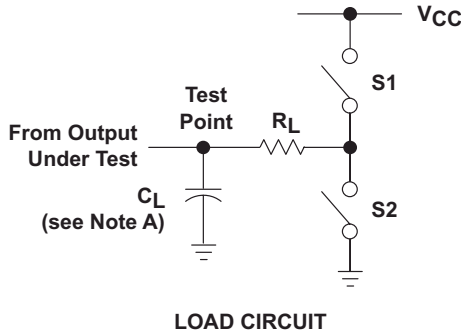 VCC
S1
Test
Point
RL
From Output
Under Test
CL
(see Note A)
S2
LOAD CIRCUIT